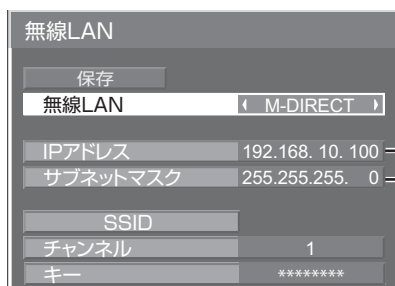 無線LAN
保存
無線LAN M-DIRECT
IPアドレス 192.168. 10. 100
サブネットマスク 255.255.255. 0
SSID
チャンネル 1
キー ********